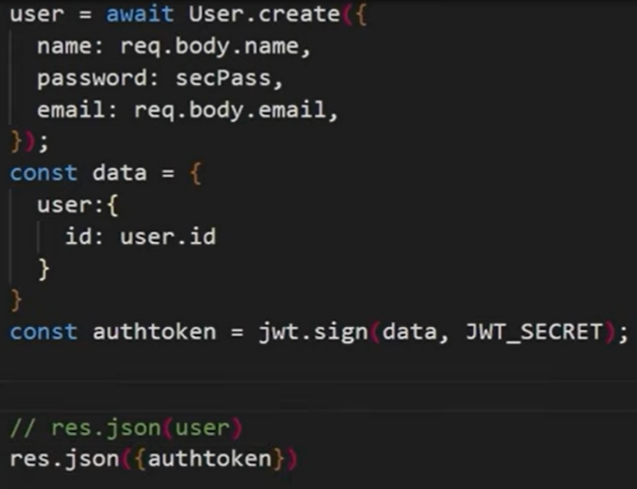 user = await User.create({
name: req.body.name,
password: secPass,
email: req.body.email,
});
const data = {
user:{
id: user.id
}
}
const authtoken = jwt.sign(data, JWT_SECRET);
// res.json(user)
res.json({authtoken})